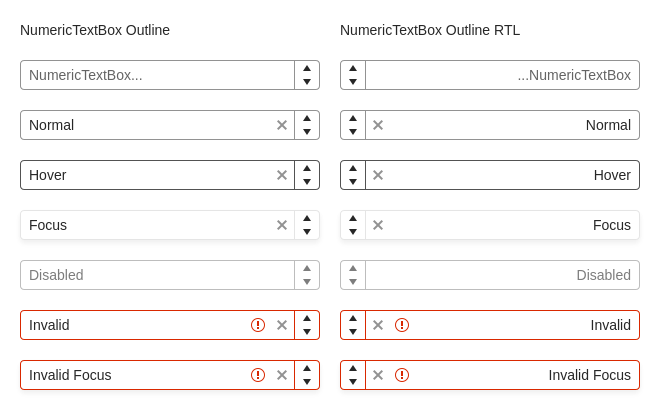 NumericTextBox Outline
NumericTextBox...
Normal
Hover
Focus
Disabled
Invalid
Invalid Focus
NumericTextBox Outline RTL
...NumericTextBox
Normal
Hover
Focus
Disabled
Invalid
Invalid Focus